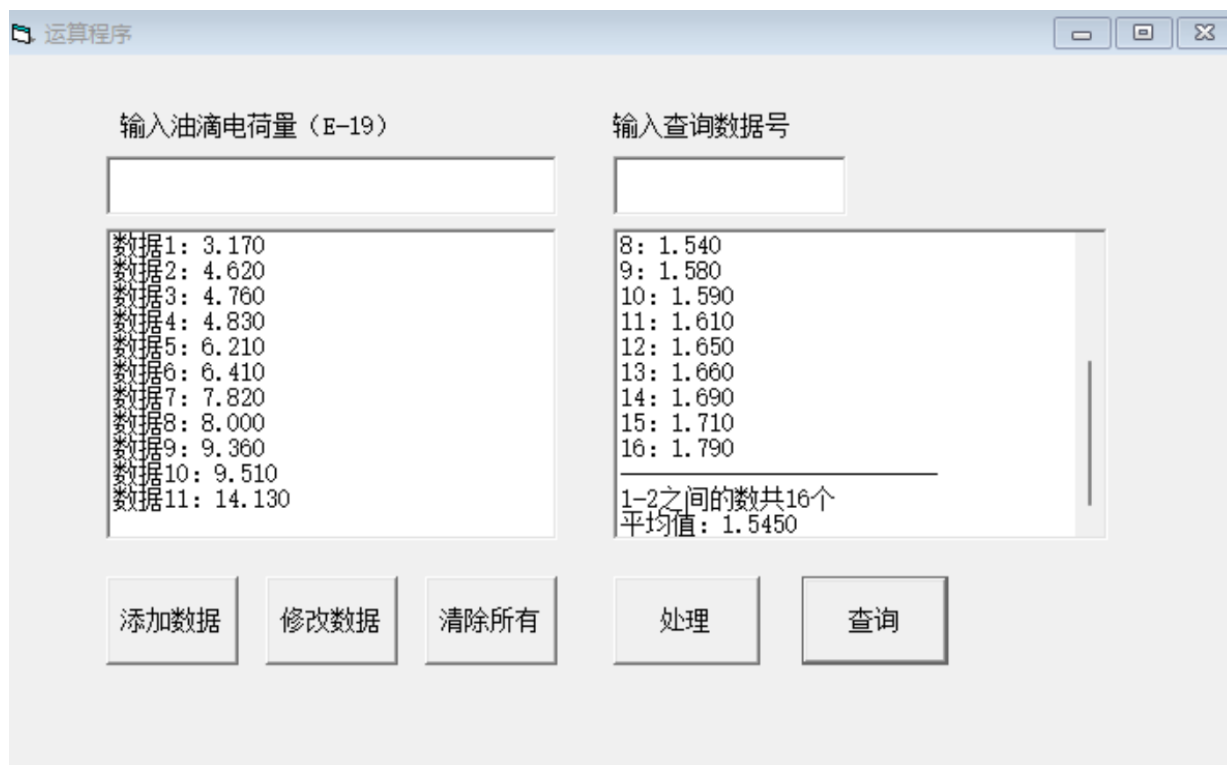 运算程序
输入油滴电荷量（E-19）
输入查询数据号
数据1: 3.170
数据2: 4.620
数据3: 4.760
数据4: 4.830
数据5: 6.210
数据6: 6.410
数据7: 7.820
数据8: 8.000
数据9: 9.360
数据10: 9.510
数据11: 14.130
8: 1.540
9: 1.580
10: 1.590
11: 1.610
12: 1.650
13: 1.660
14: 1.690
15: 1.710
16: 1.790
1-2之间的数共16个
平均值: 1.5450
添加数据
修改数据
清除所有
处理
查询